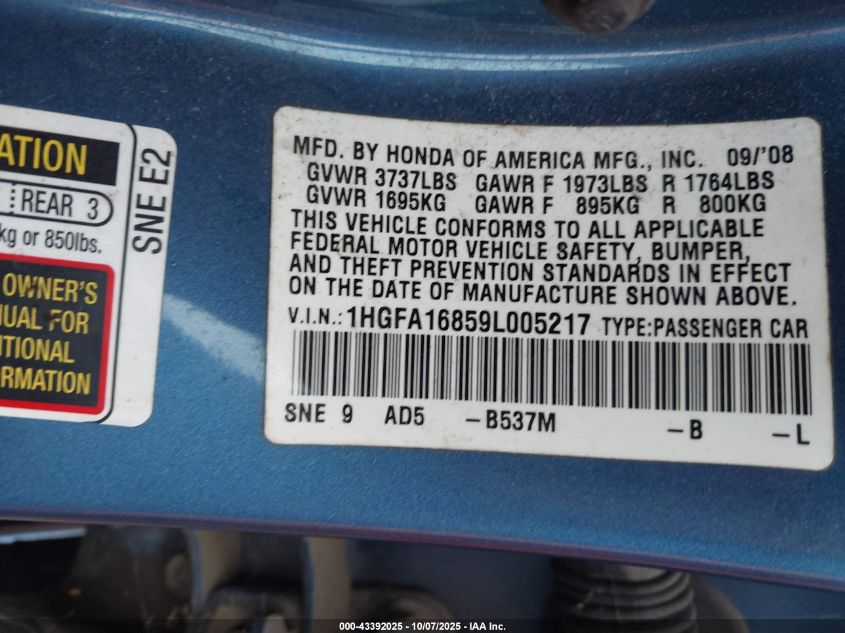 ATION
REAR 3
kg or 850lbs.
OWNER'S
UAL FOR
ITIONAL
ORMATION
SNE E2
MFD. BY HONDA OF AMERICA MFG., INC. 09/'08
GVWR 3737LBS GAWR F 1973LBS R 1764LBS
GVWR 1695KG GAWR F 895KG R 800KG
THIS VEHICLE CONFORMS TO ALL APPLICABLE
FEDERAL MOTOR VEHICLE SAFETY, BUMPER,
AND THEFT PREVENTION STANDARDS IN EFFECT
ON THE DATE OF MANUFACTURE SHOWN ABOVE.
V.I.N.: 1HGFA16859L005217 TYPE:PASSENGER CAR
SNE 9 AD5 -B537M -B -L
000-43392025 | 10/07/2025 | IAA Inc.